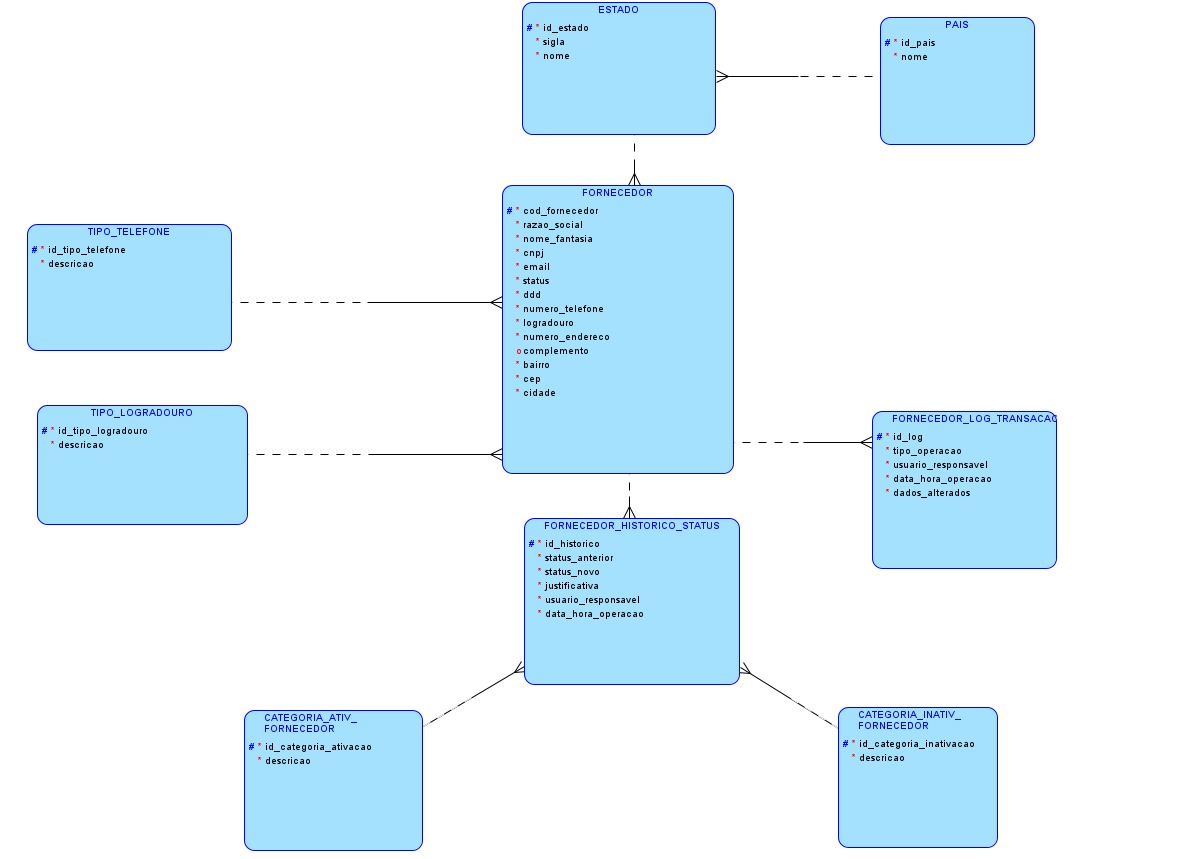 ESTADO
# * id_estado
* sigla
* nome
PAIS
# * id_pais
* nome
FORNECEDOR
# * cod_fornecedor
* razao_social
* nome_fantasia
* cnpj
* email
* status
* ddd
* numero_telefone
* logradouro
* numero_endereco
o complemento
* bairro
* cep
* cidade
TIPO_TELEFONE
# * id_tipo_telefone
* descricao
TIPO_LOGRADOURO
# * id_tipo_logradouro
* descricao
FORNECEDOR_LOG_TRANSACAO
# * id_log
* tipo_operacao
* usuario_responsavel
* data_hora_operacao
* dados_alterados
FORNECEDOR_HISTORICO_STATUS
# * id_historico
* status_anterior
* status_novo
* justificativa
* usuario_responsavel
* data_hora_operacao
CATEGORIA_ATIV_
FORNECEDOR
# * id_categoria_ativacao
* descricao
CATEGORIA_INATIV_
FORNECEDOR
# * id_categoria_inativacao
* descricao